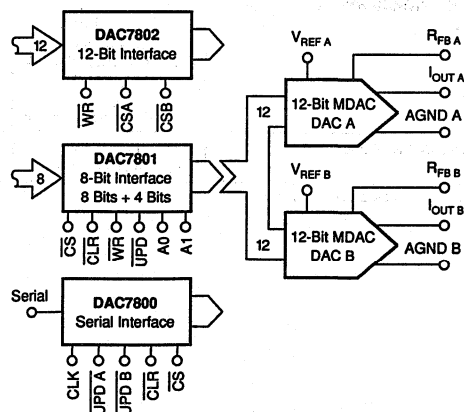 DAC7802
12-Bit Interface
12
WR
CSA
CSB
DAC7801
8-Bit Interface
8 Bits + 4 Bits
8
CS
CLR
WR
UPD
A0
A1
DAC7800
Serial Interface
Serial
CLK
UPD A
UPD B
CLR
CS
VREF A
RFB A
IOUT A
AGND A
12
12-Bit MDAC
DAC A
VREF B
RFB B
IOUT B
AGND B
12
12-Bit MDAC
DAC B